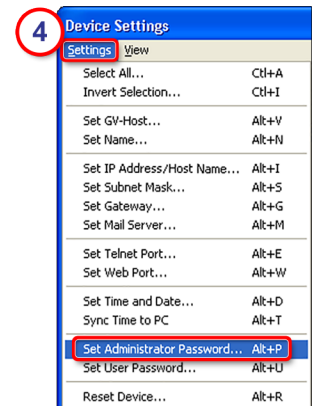 4
Device Settings
Settings View
Select All... Ctl+A
Invert Selection... Ctl+I
Set GV-Host... Alt+V
Set Name... Alt+N
Set IP Address/Host Name... Alt+I
Set Subnet Mask... Alt+S
Set Gateway... Alt+G
Set Mail Server... Alt+M
Set Telnet Port... Alt+E
Set Web Port... Alt+W
Set Time and Date... Alt+D
Sync Time to PC Alt+T
Set Administrator Password... Alt+P
Set User Password... Alt+U
Reset Device... Alt+R